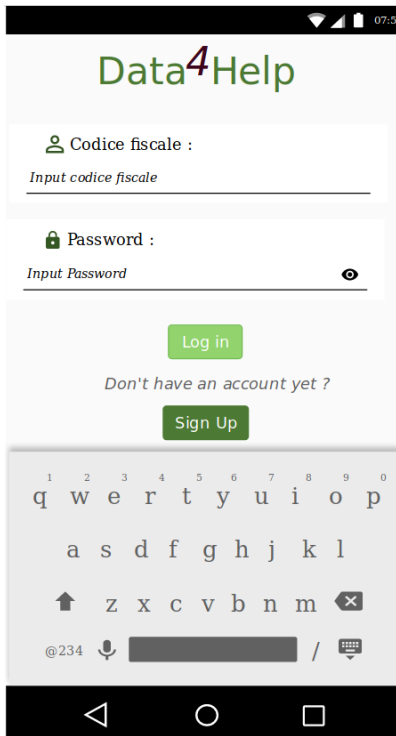 07:5
Data4Help
Codice fiscale :
Input codice fiscale
Password :
Input Password
Log in
Don't have an account yet ?
Sign Up
1 2 3 4 5 6 7 8 9 0
q w e r t y u i o p
a s d f g h j k l
z x c v b n m
@234 /